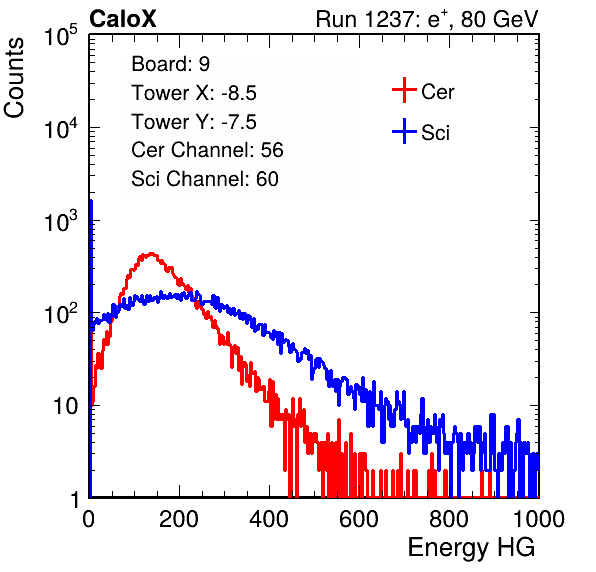 CaloX Run 1237: e⁺, 80 GeV
Counts
10⁵
10⁴
10³
10²
10
1
Board: 9
Tower X: -8.5
Tower Y: -7.5
Cer Channel: 56
Sci Channel: 60
Cer
Sci
0 200 400 600 800 1000
Energy HG